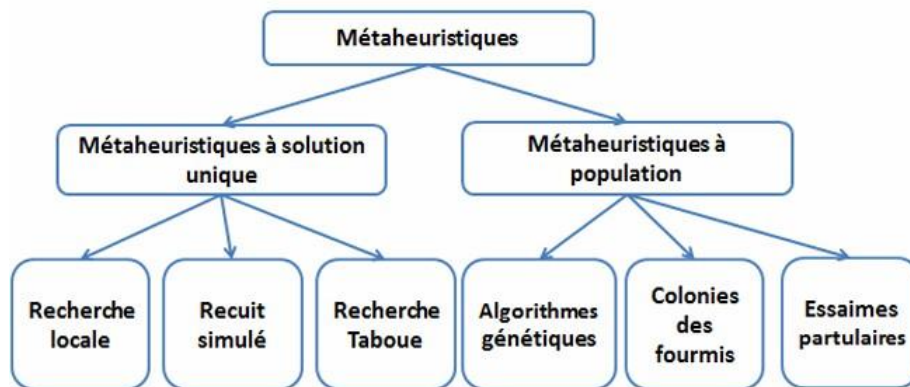 Métaheuristiques
Métaheuristiques à solution
unique
Métaheuristiques à
population
Recherche
locale
Recuit
simulé
Recherche
Taboue
Algorithmes
génétiques
Colonies
des
fourmis
Essaimes
partulaires